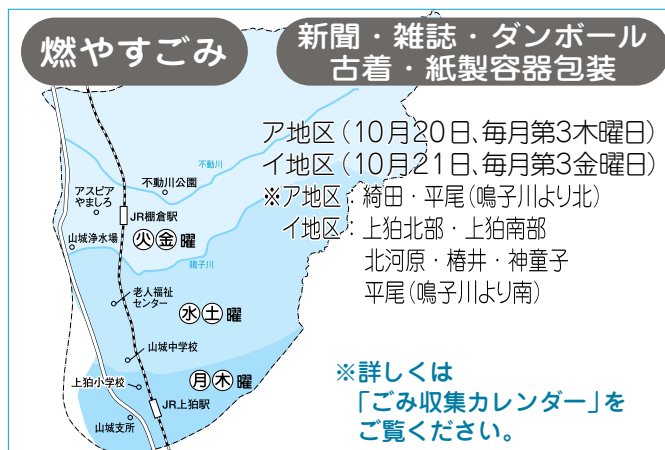 燃やすごみ
新聞・雑誌・ダンボール
古着・紙製容器包装
ア地区(10月20日、毎月第3木曜日)
イ地区(10月21日、毎月第3金曜日)
※ア地区:綺田・平尾(鳴子川より北)
イ地区:上狛北部・上狛南部
北河原・椿井・神童子
平尾(鳴子川より南)
不動川
不動川公園
アスピア
やましろ
JR棚倉駅
山城浄水場
火金曜
鳴子川
老人福祉
センター
水土曜
山城中学校
上狛小学校
月木曜
JR上狛駅
山城支所
※詳しくは
「ごみ収集カレンダー」を
ご覧ください。